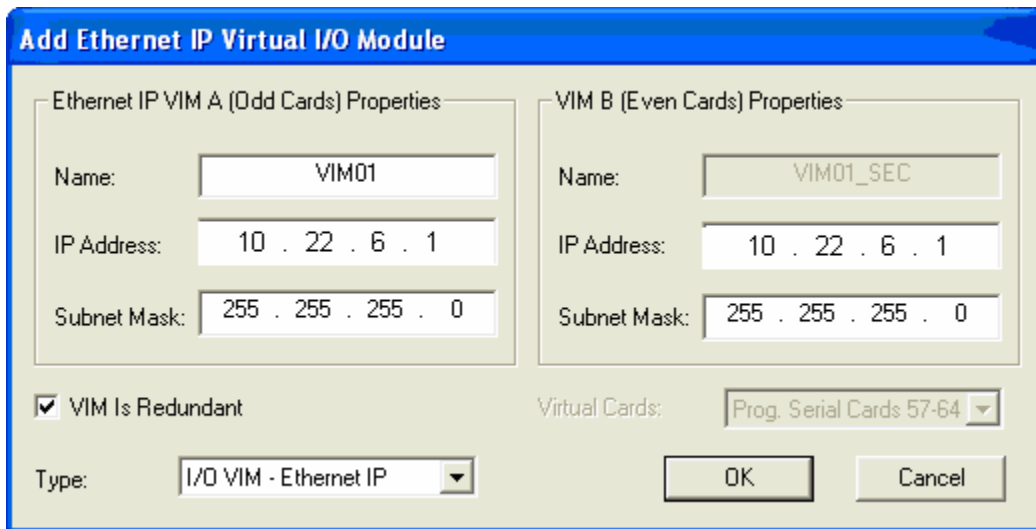 Add Ethernet IP Virtual I/O Module
Ethernet IP VIM A (Odd Cards) Properties
Name: VIM01
IP Address: 10 . 22 . 6 . 1
Subnet Mask: 255 . 255 . 255 . 0
VIM B (Even Cards) Properties
Name: VIM01_SEC
IP Address: 10 . 22 . 6 . 1
Subnet Mask: 255 . 255 . 255 . 0
VIM Is Redundant
Virtual Cards: Prog. Serial Cards 57-64
Type: I/O VIM - Ethernet IP
OK
Cancel